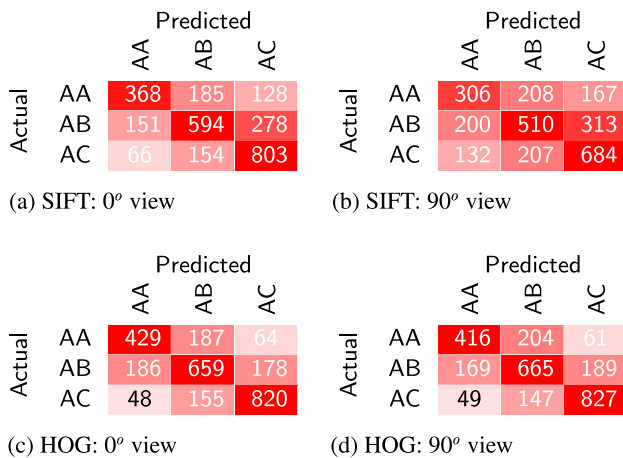 Predicted
AA AB AC
Actual
AA 368 185 128
AB 151 594 278
AC 66 154 803
(a) SIFT: 0º view
Predicted
AA AB AC
Actual
AA 306 208 167
AB 200 510 313
AC 132 207 684
(b) SIFT: 90º view
Predicted
AA AB AC
Actual
AA 429 187 64
AB 186 659 178
AC 48 155 820
(c) HOG: 0º view
Predicted
AA AB AC
Actual
AA 416 204 61
AB 169 665 189
AC 49 147 827
(d) HOG: 90º view